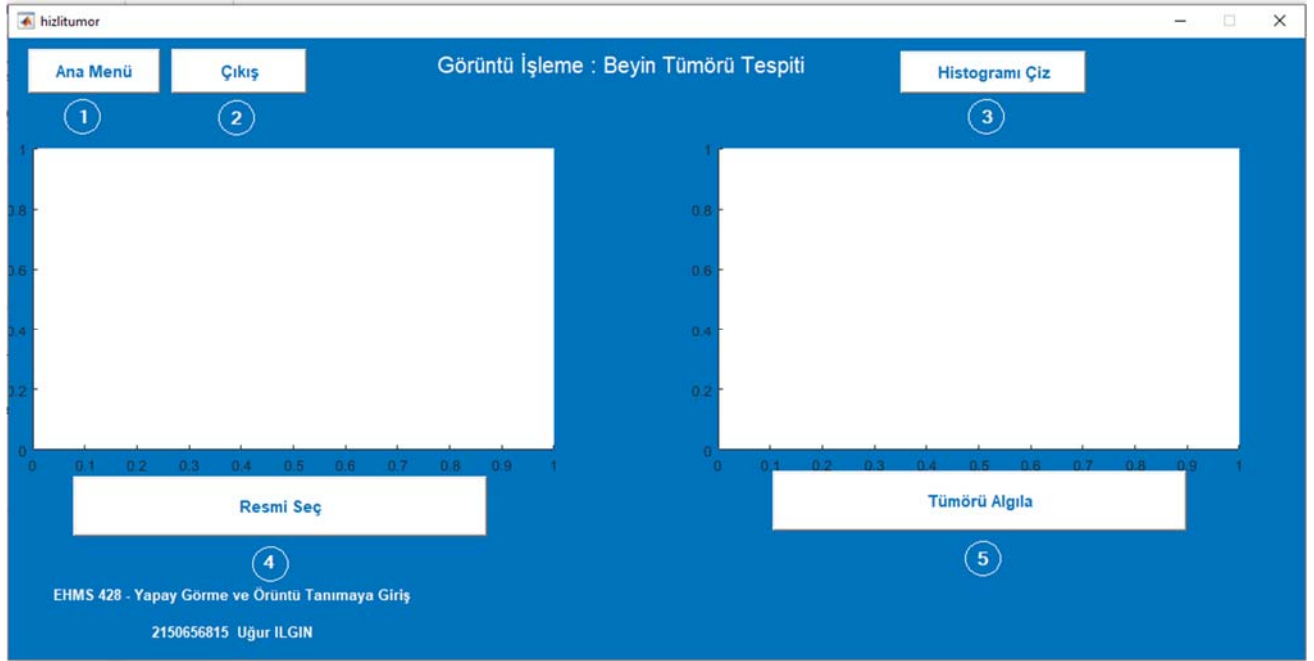 hizlitumor
Ana Menü
Çıkış
Görüntü İşleme : Beyin Tümörü Tespiti
Histogramı Çiz
1
2
3
1
0.8
0.6
0.4
0.2
0
0 0.1 0.2 0.3 0.4 0.5 0.6 0.7 0.8 0.9 1
1
0.8
0.6
0.4
0.2
0
0 0.1 0.2 0.3 0.4 0.5 0.6 0.7 0.8 0.9 1
Resmi Seç
Tümörü Algıla
4
5
EHMS 428 - Yapay Görme ve Örüntü Tanımaya Giriş
2150656815 Uğur ILGIN